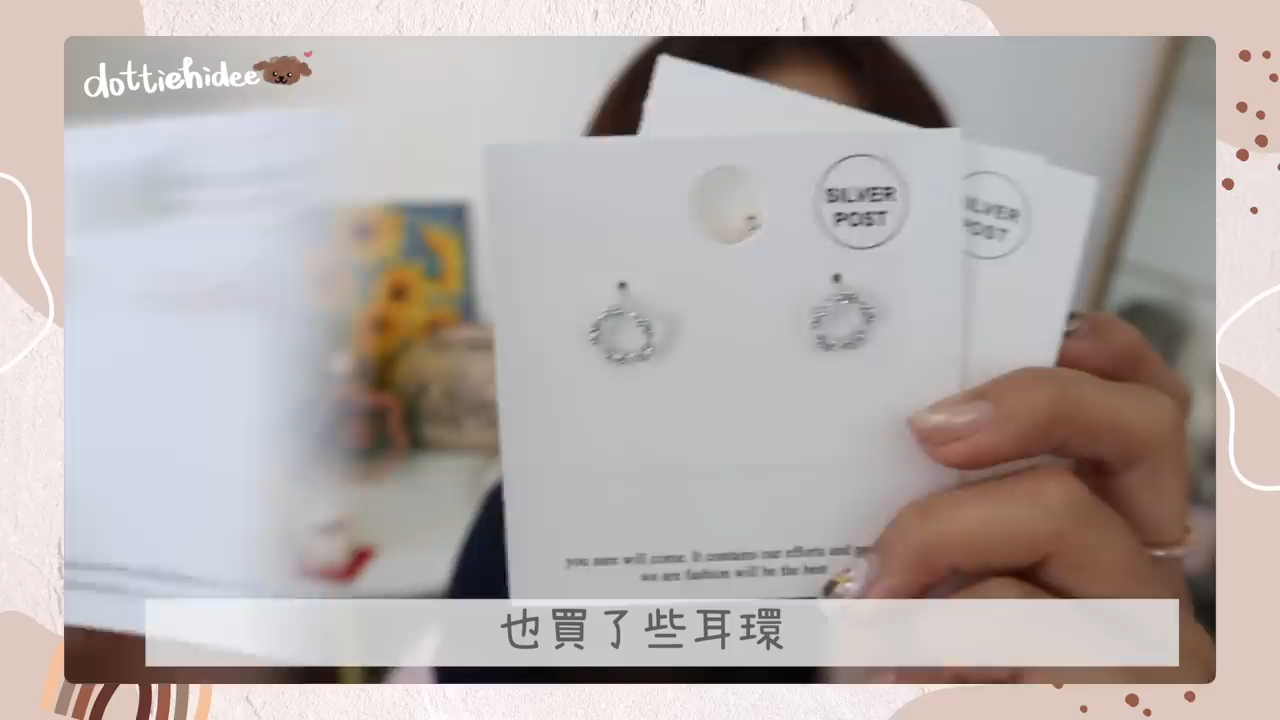 dottiehidee
SILVER
POST
SILVER
POST
you sure will come. It contains our efforts and
we are fashion will be the best
也買了些耳環